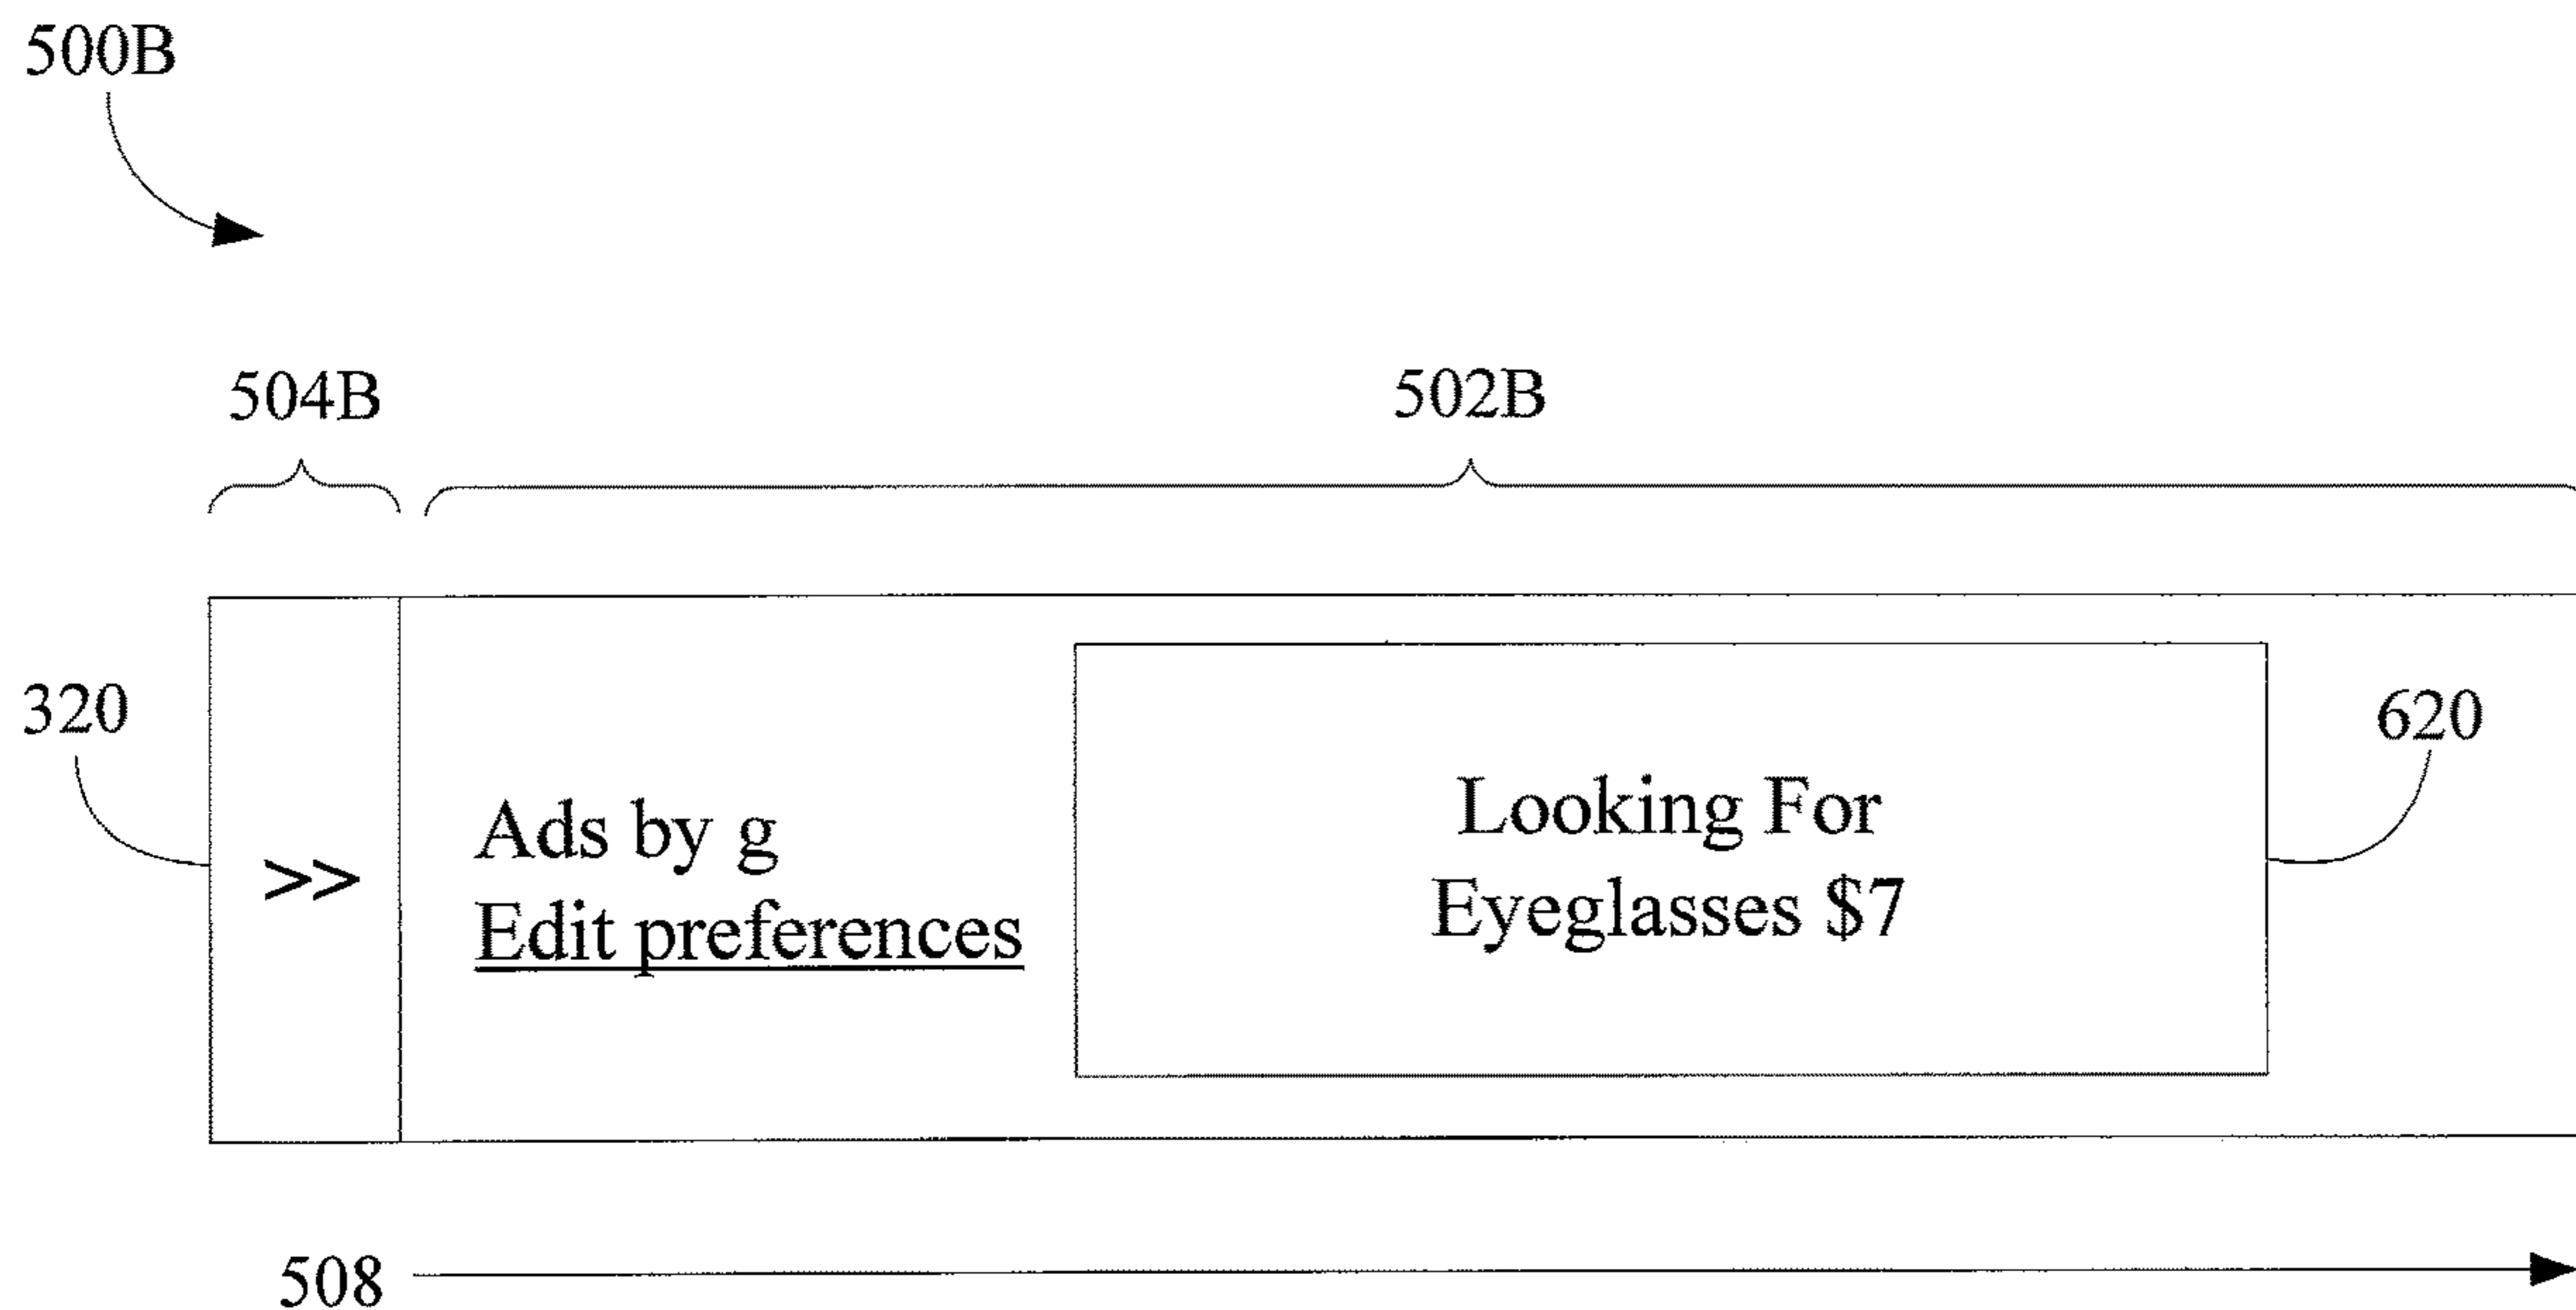 500B
504B
502B
320
620
>>
Ads by g
Edit preferences
Looking For
Eyeglasses $7
508